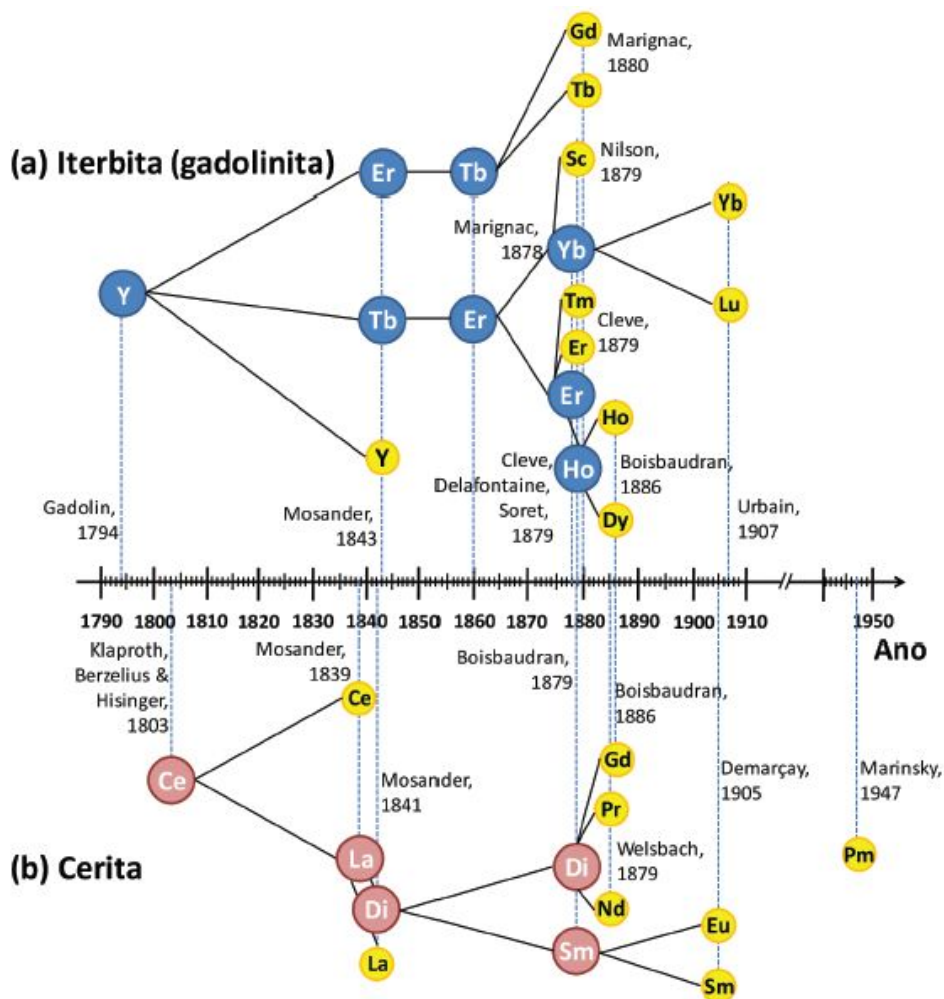 Gd
Marignac,
1880
Tb
(a) Iterbita (gadolinita)
Er
Tb
Sc
Nilson,
1879
Marignac,
1878
Yb
Yb
Y
Tb
Er
Tm
Cleve,
1879
Lu
Er
Er
Ho
Y
Cleve,
Delafontaine,
Soret,
1879
Ho
Boisbaudran,
1886
Gadolin,
1794
Mosander,
1843
Dy
Urbain,
1907
1790 1800 1810 1820 1830 1840 1850 1860 1870 1880 1890 1900 1910 1950
Ano
Klaproth,
Berzelius &
Hisinger,
1803
Mosander,
1839
Boisbaudran,
1879
Ce
Boisbaudran,
1886
Ce
Mosander,
1841
Gd
Demarçay,
1905
Marinsky,
1947
Pr
(b) Cerita
La
Di
Welsbach,
1879
Pm
Di
Nd
Eu
La
Sm
Sm